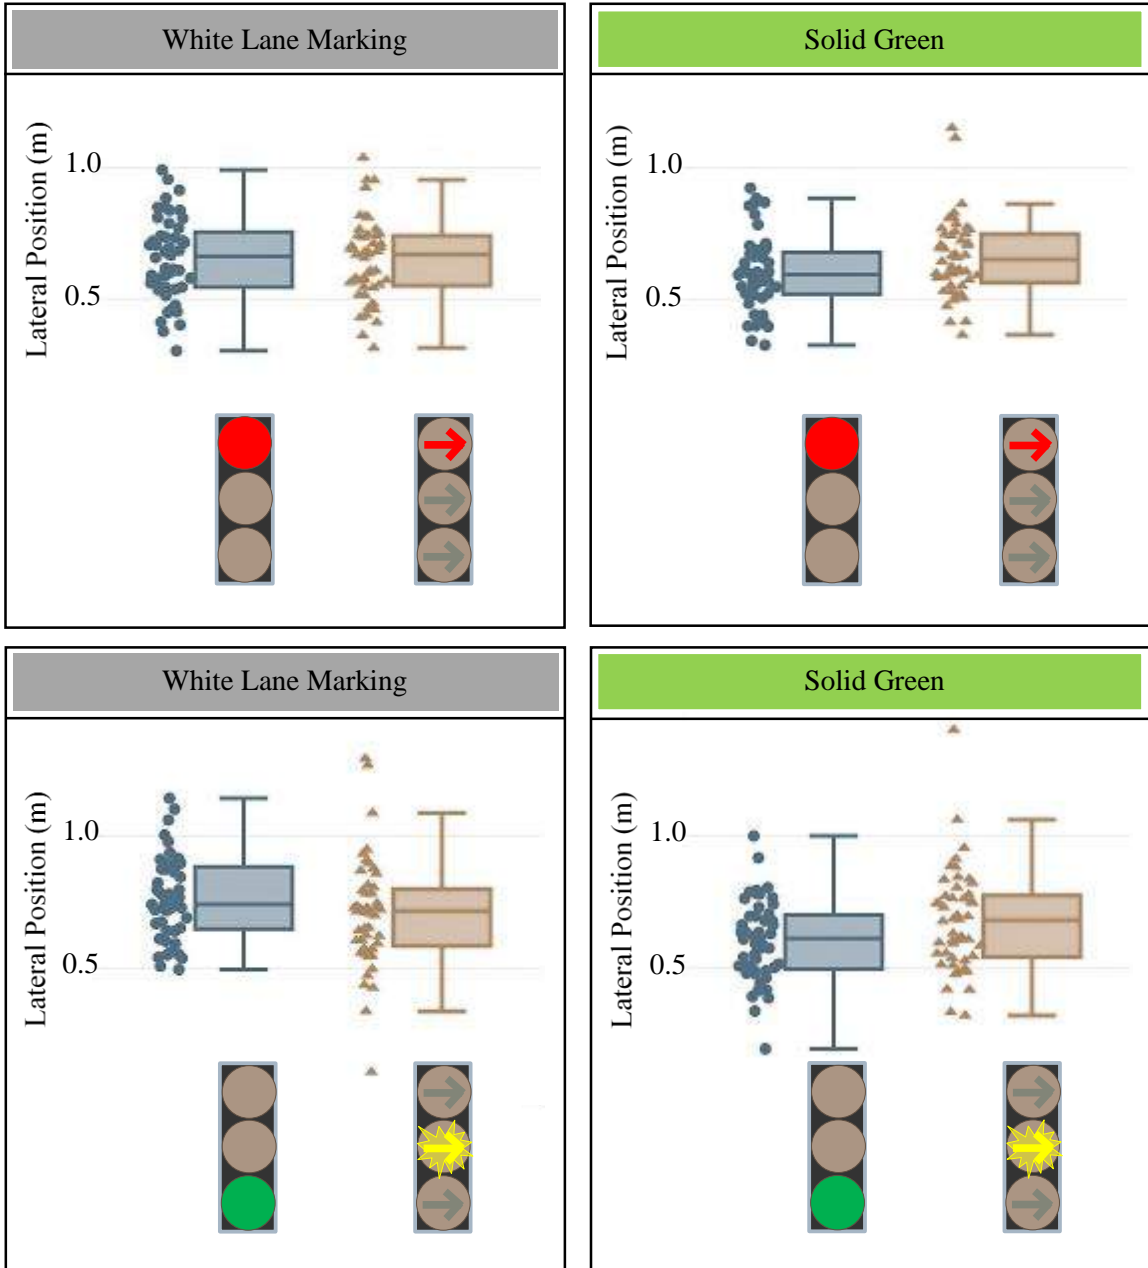 White Lane Marking
Lateral Position (m)
1.0
0.5
Solid Green
Lateral Position (m)
1.0
0.5
White Lane Marking
Lateral Position (m)
1.0
0.5
Solid Green
Lateral Position (m)
1.0
0.5